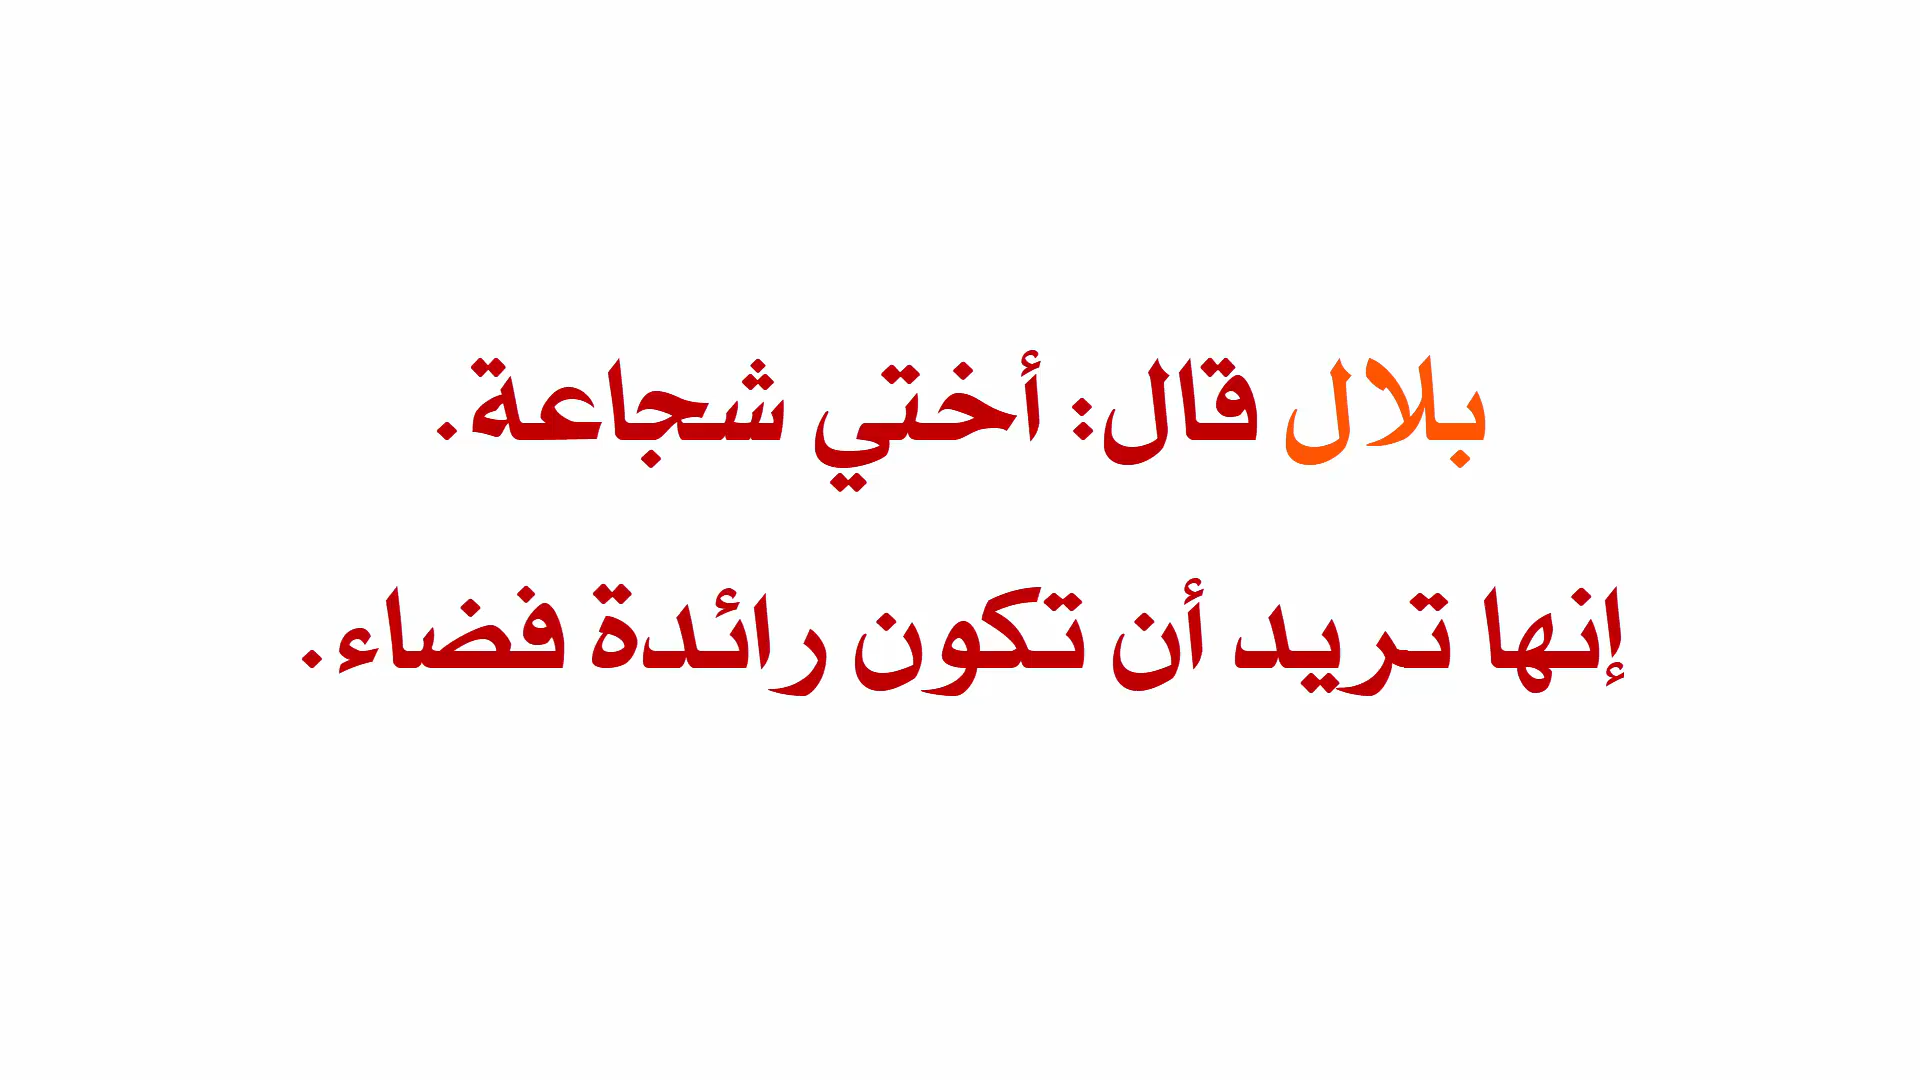 بلال قال: أختي شجاعة.
إنها تريد أن تكون رائدة فضاء.